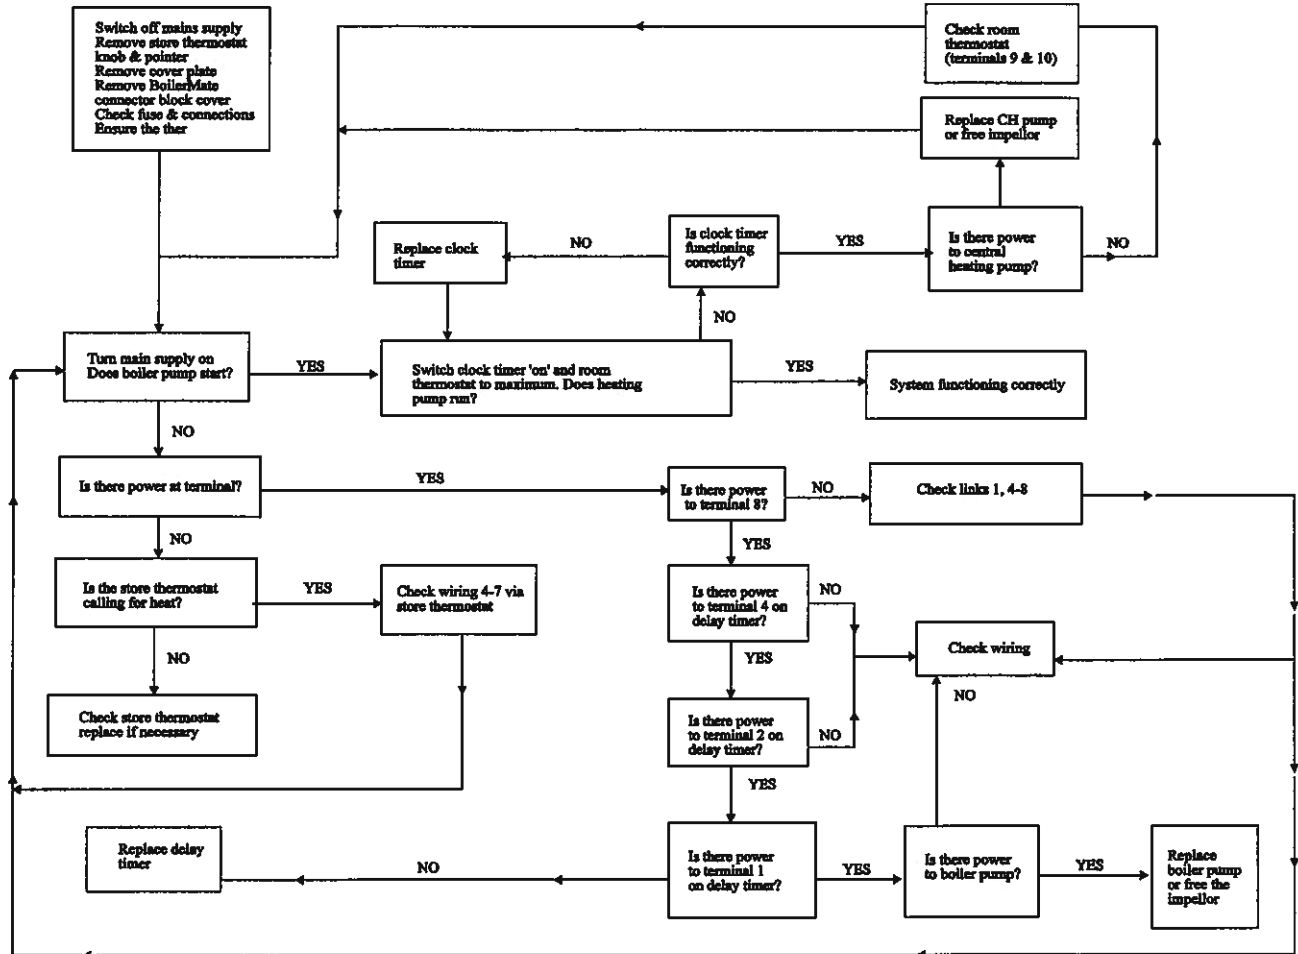 Switch off mains supply
Remove store thermostat
knob & pointer
Remove cover plate
Remove BoilerMate
connector block cover
Check fuse & connections
Ensure the ther
Check room
thermostat
(terminals 9 & 10)
Replace CH pump
or free impellor
Replace clock
timer
NO
Is clock timer
functioning
correctly?
YES
Is there power
to central
heating pump?
NO
NO
Turn main supply on
Does boiler pump start?
YES
Switch clock timer 'on' and room
thermostat to maximum. Does heating
pump run?
YES
System functioning correctly
NO
Is there power at terminal?
YES
Is there power
to terminal 8?
NO
Check links 1, 4-8
NO
YES
Is the store thermostat
calling for heat?
YES
Check wiring 4-7 via
store thermostat
Is there power
to terminal 4 on
delay timer?
NO
Check wiring
NO
YES
NO
Check store thermostat
replace if necessary
Is there power
to terminal 2 on
delay timer?
NO
YES
Replace delay
timer
NO
Is there power
to terminal 1
on delay timer?
YES
Is there power
to boiler pump?
YES
Replace
boiler pump
or free the
impellor